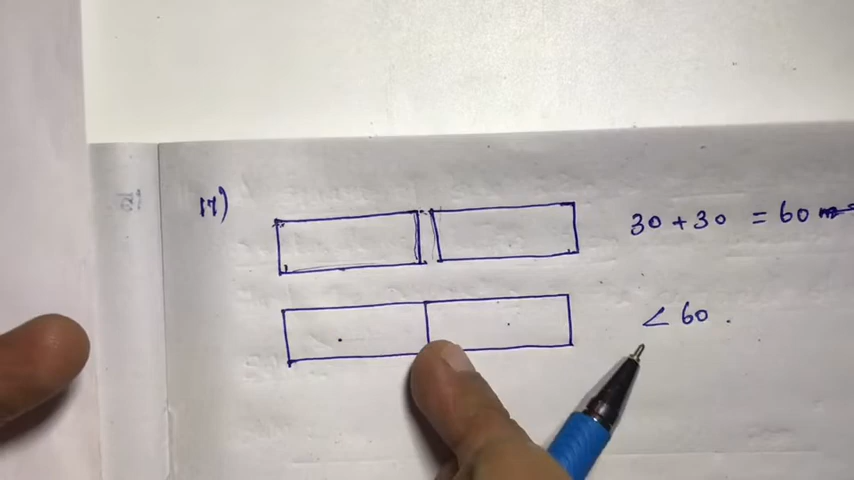 17)
30 + 30 = 60
< 60 .